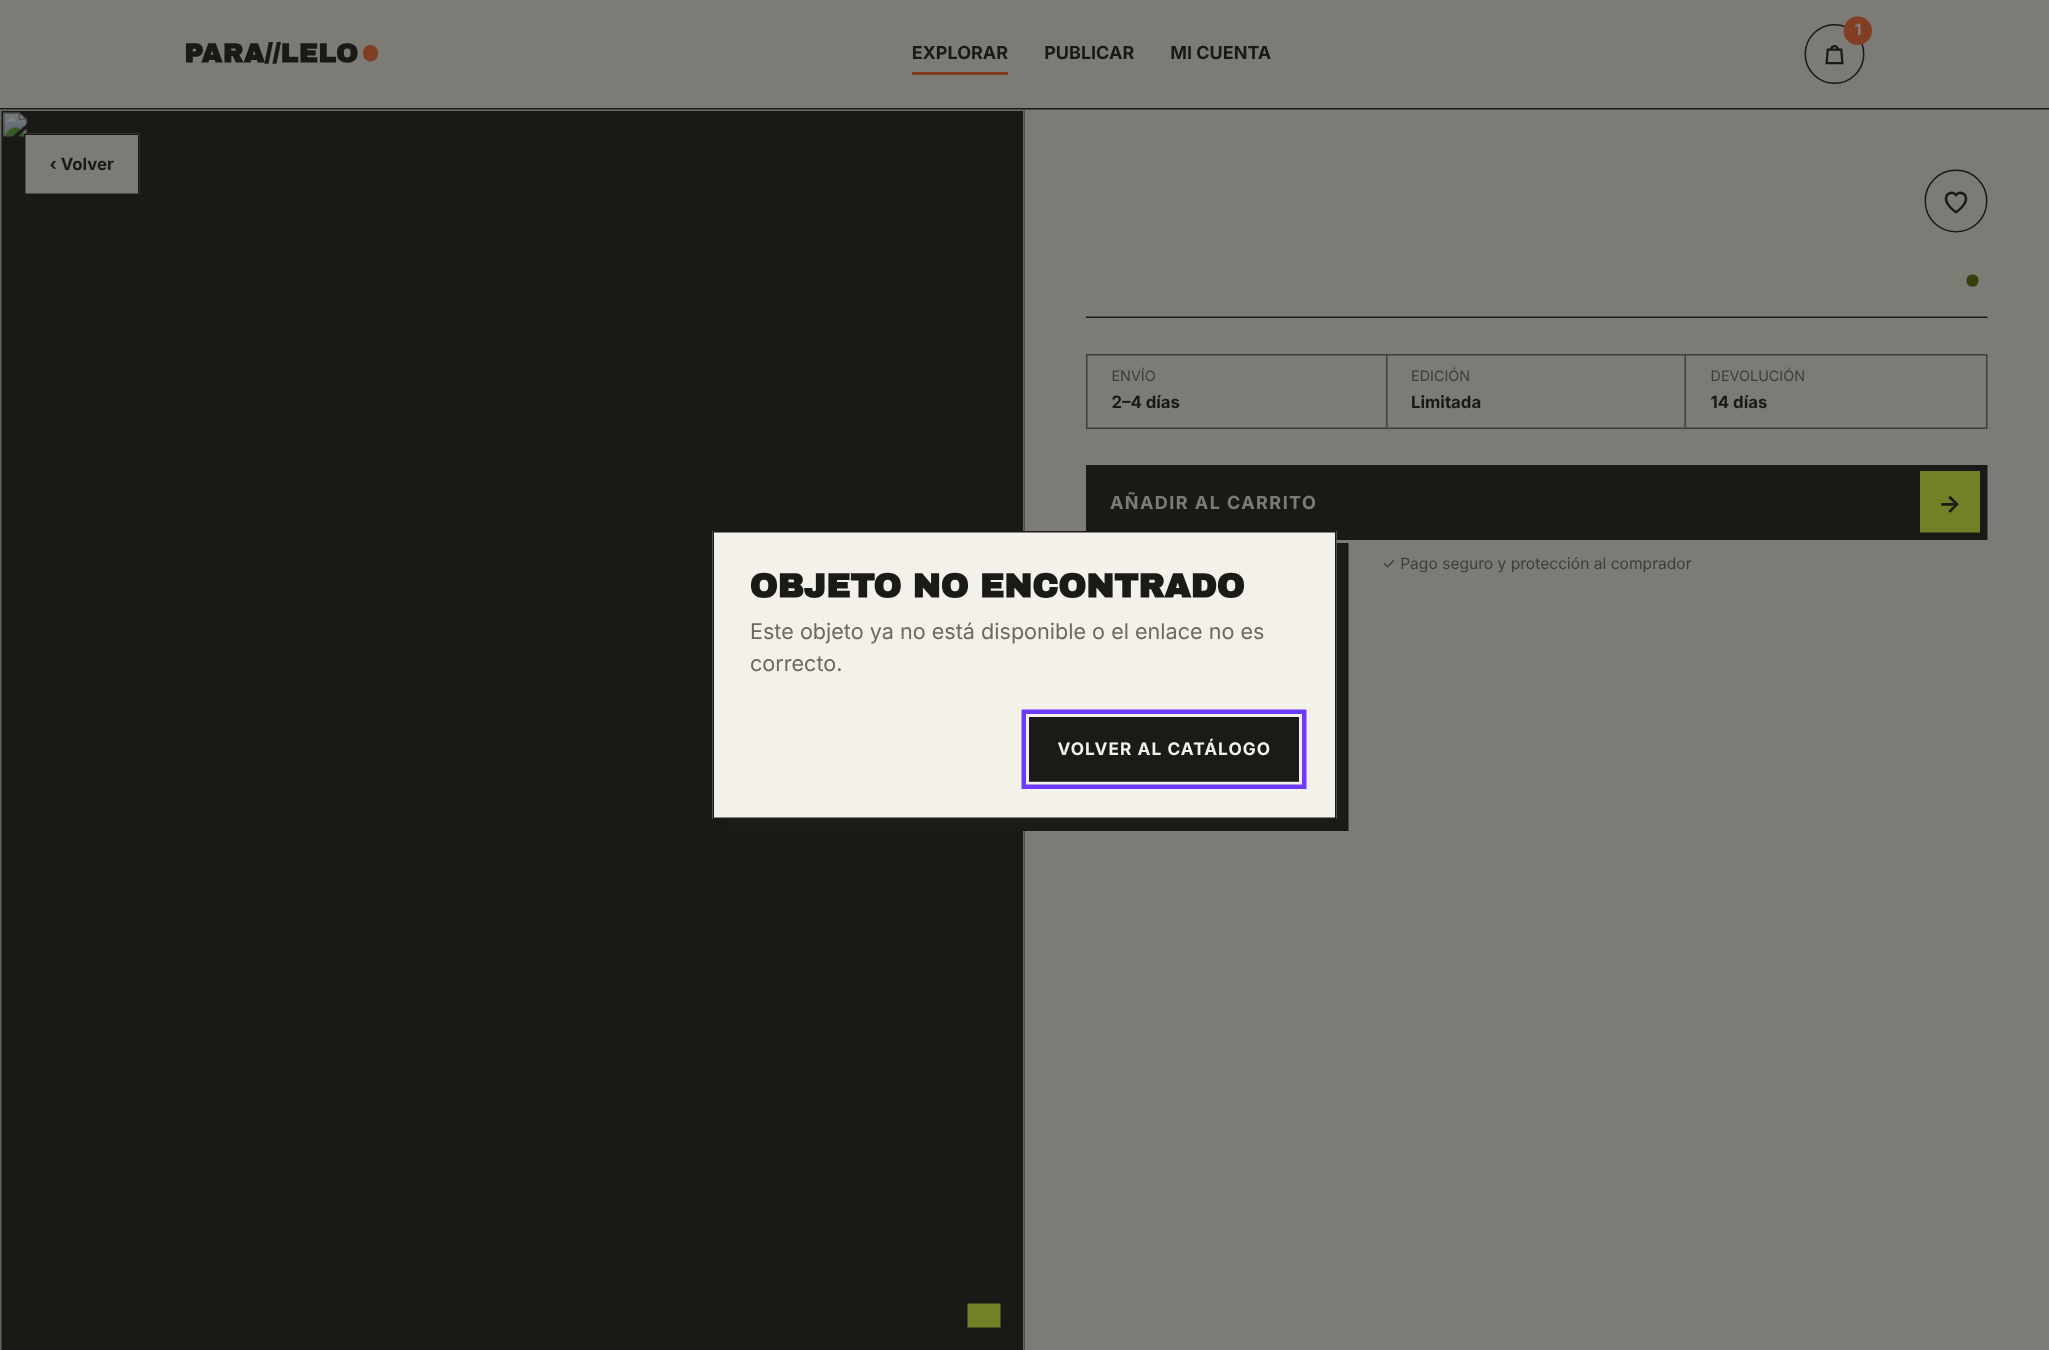 PARA//LELO
EXPLORAR PUBLICAR MI CUENTA
1
‹ Volver
ENVÍO
2–4 días
EDICIÓN
Limitada
DEVOLUCIÓN
14 días
AÑADIR AL CARRITO →
✓ Pago seguro y protección al comprador
OBJETO NO ENCONTRADO
Este objeto ya no está disponible o el enlace no es
correcto.
VOLVER AL CATÁLOGO